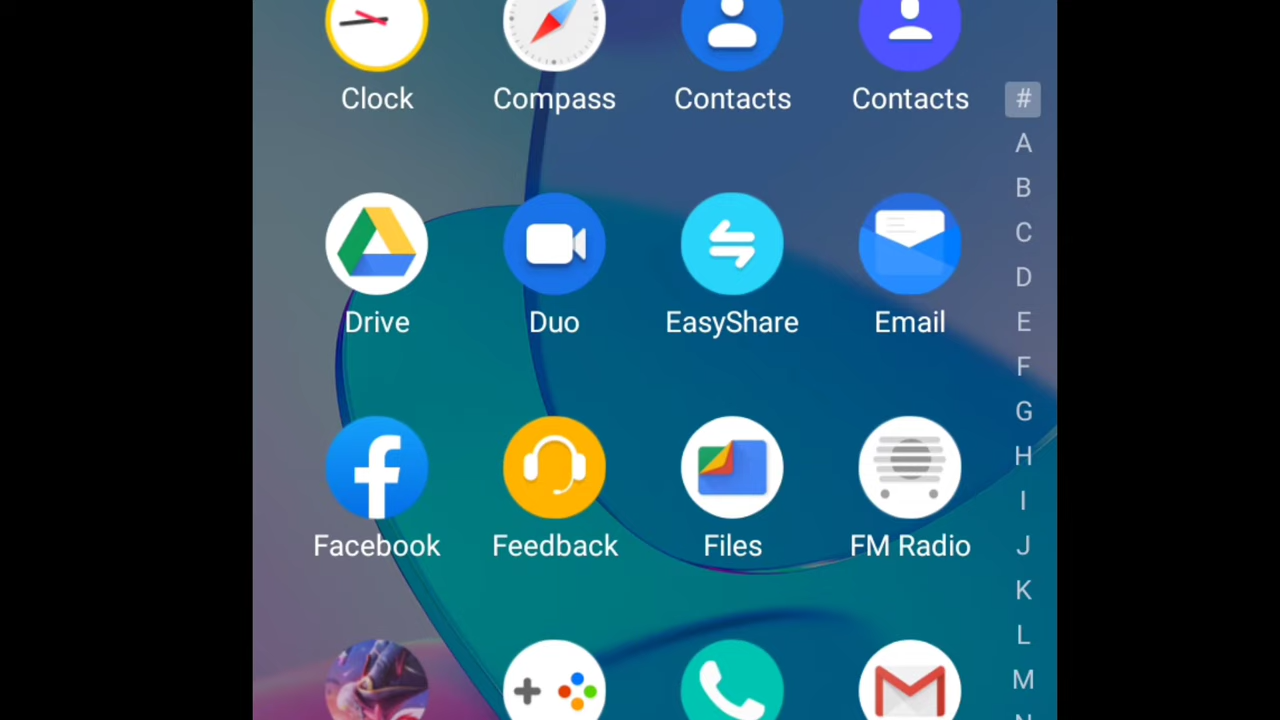 Clock
Compass
Contacts
Contacts
Drive
Duo
EasyShare
Email
Facebook
Feedback
Files
FM Radio
#
A
B
C
D
E
F
G
H
I
J
K
L
M